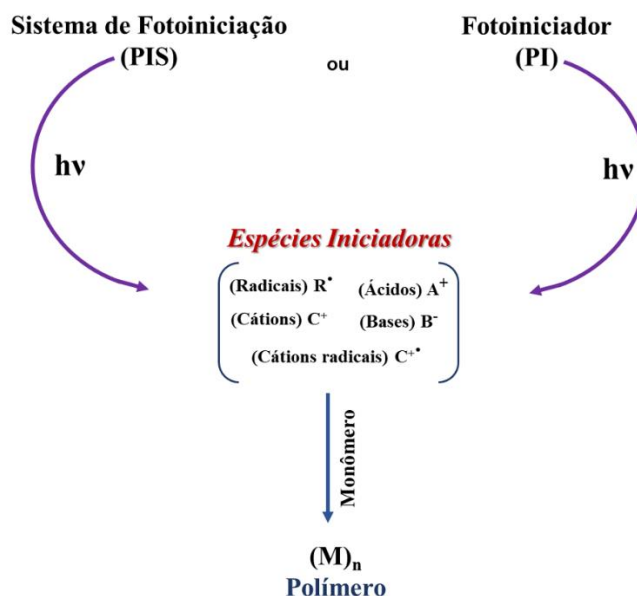 Sistema de Fotoiniciação
(PIS)
ou
Fotoiniciador
(PI)
hν
hν
Espécies Iniciadoras
(Radicais) R• (Ácidos) A⁺
(Cátions) C⁺ (Bases) B⁻
(Cátions radicais) C⁺•
Monômero
(M)ₙ
Polímero